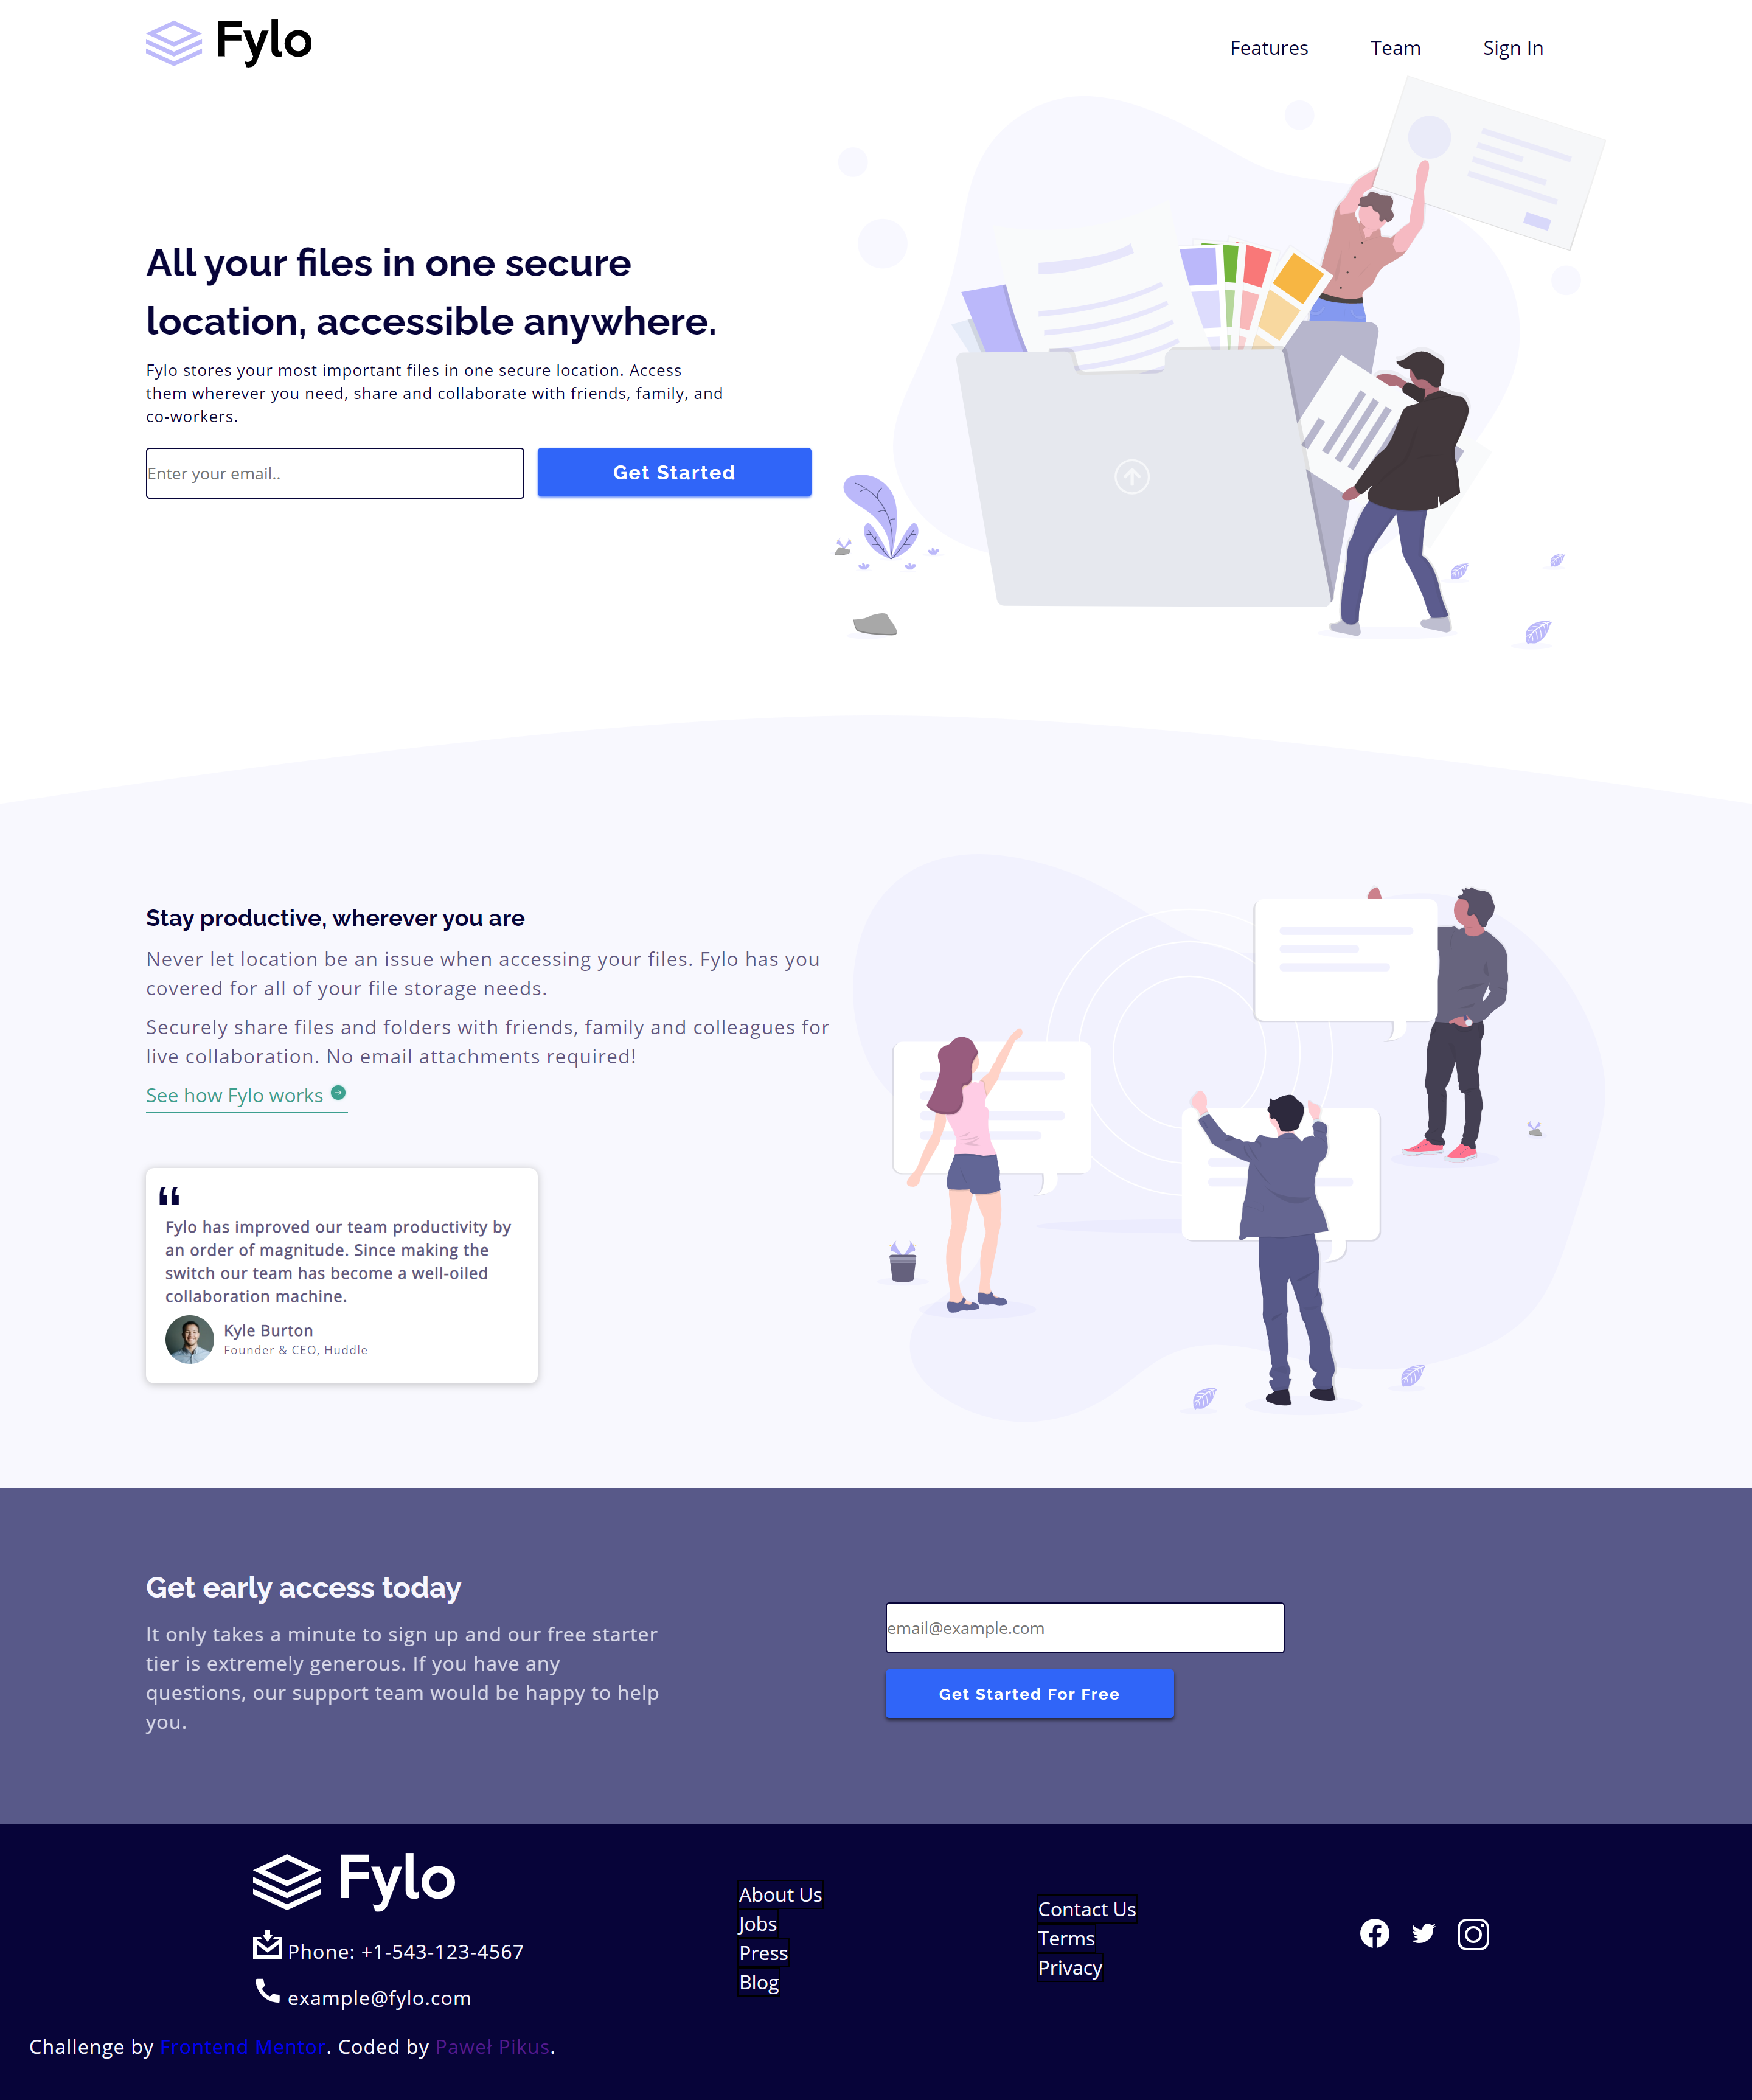 Fylo
Features Team Sign In
All your files in one secure
location, accessible anywhere.
Fylo stores your most important files in one secure location. Access
them wherever you need, share and collaborate with friends, family, and
co-workers.
Enter your email.. Get Started
Stay productive, wherever you are
Never let location be an issue when accessing your files. Fylo has you
covered for all of your file storage needs.
Securely share files and folders with friends, family and colleagues for
live collaboration. No email attachments required!
See how Fylo works
“
Fylo has improved our team productivity by
an order of magnitude. Since making the
switch our team has become a well-oiled
collaboration machine.
Kyle Burton
Founder & CEO, Huddle
Get early access today
It only takes a minute to sign up and our free starter
tier is extremely generous. If you have any
questions, our support team would be happy to help
you.
email@example.com
Get Started For Free
Fylo
Phone: +1-543-123-4567
example@fylo.com
About Us
Jobs
Press
Blog
Contact Us
Terms
Privacy
Challenge by Frontend Mentor. Coded by Paweł Pikus.